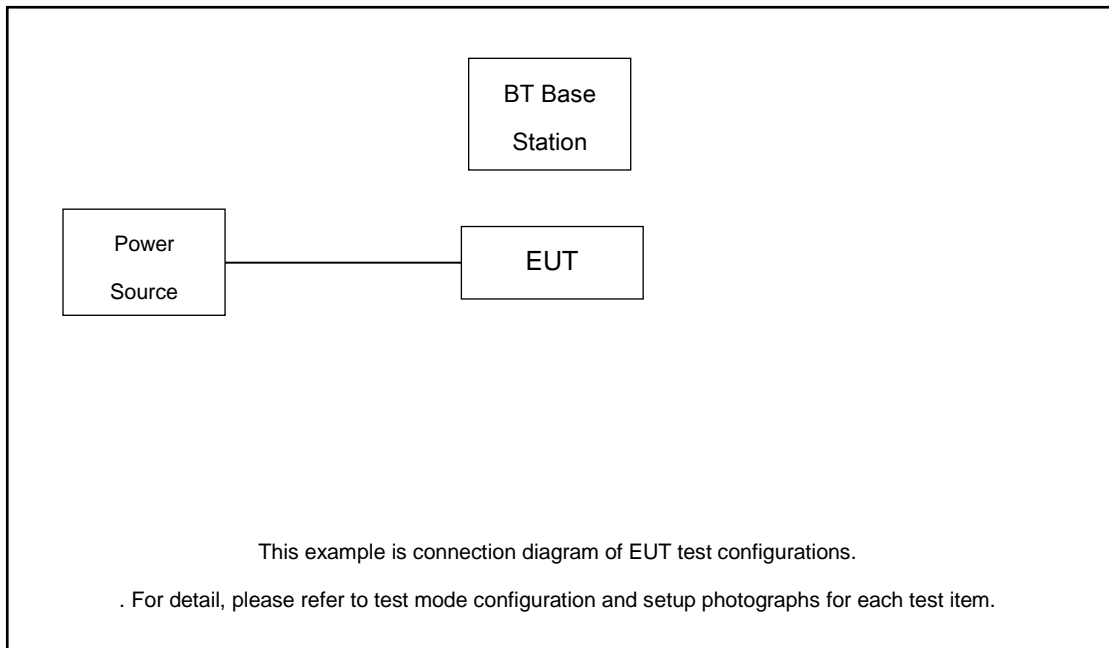 BT Base
Station
Power
Source
EUT
This example is connection diagram of EUT test configurations.
. For detail, please refer to test mode configuration and setup photographs for each test item.